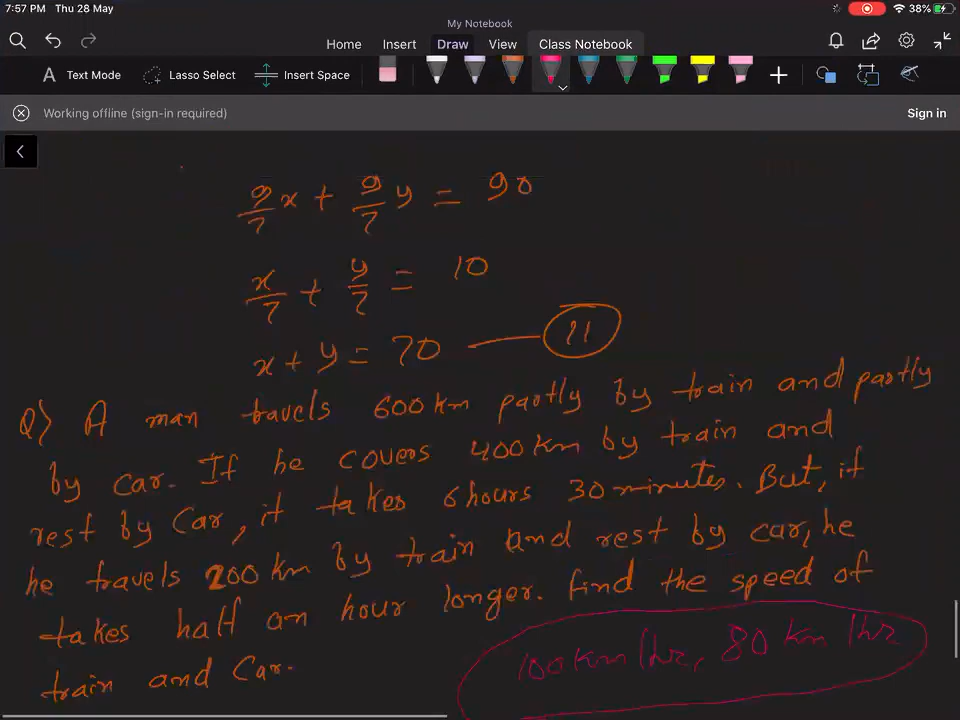 7:57 PM Thu 28 May
38%
My Notebook
Home Insert Draw View Class Notebook
Text Mode Lasso Select Insert Space
Working offline (sign-in required) Sign in
9/7 x + 9/7 y = 90
x/7 + y/7 = 10
x + y = 70 — 11
Q) A man travels 600 km partly by train and partly
by car. If he covers 400 km by train and
rest by Car, it takes 6 hours 30 minutes. But, if
he travels 200 km by train and rest by car, he
takes half an hour longer. Find the speed of
train and Car.
100 km/hr, 80 km/hr